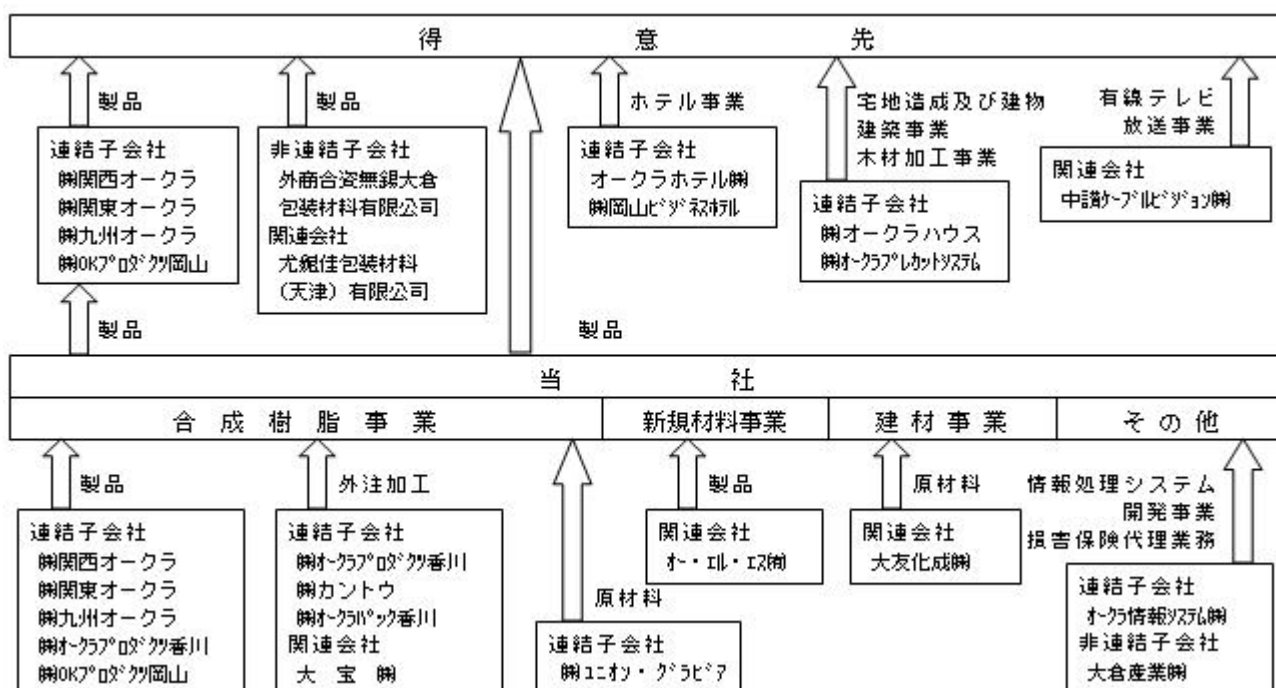 得意先
製品
連結子会社
㈱関西オークラ
㈱関東オークラ
㈱九州オークラ
㈱OKプロダクツ岡山
製品
製品
非連結子会社
外商合資無錫大倉
包装材料有限公司
関連会社
尤妮佳包装材料
(天津)有限公司
製品
ホテル事業
連結子会社
オークラホテル㈱
㈱岡山ビジネスホテル
宅地造成及び建物
建築事業
木材加工事業
連結子会社
㈱オークラハウス
㈱オークラプレカットシステム
有線テレビ
放送事業
関連会社
中讃ケーブルビジョン㈱
当社
合成樹脂事業
新規材料事業
建材事業
その他
製品
連結子会社
㈱関西オークラ
㈱関東オークラ
㈱九州オークラ
㈱オークラプロダクツ香川
㈱OKプロダクツ岡山
外注加工
連結子会社
㈱オークラプロダクツ香川
㈱カントウ
㈱オークラパック香川
関連会社
大宝㈱
原材料
連結子会社
㈱ユニオン・グラビア
製品
関連会社
オー・エル・エス㈲
原材料
関連会社
大友化成㈱
情報処理システム
開発事業
損害保険代理業務
連結子会社
オークラ情報システム㈱
非連結子会社
大倉産業㈱